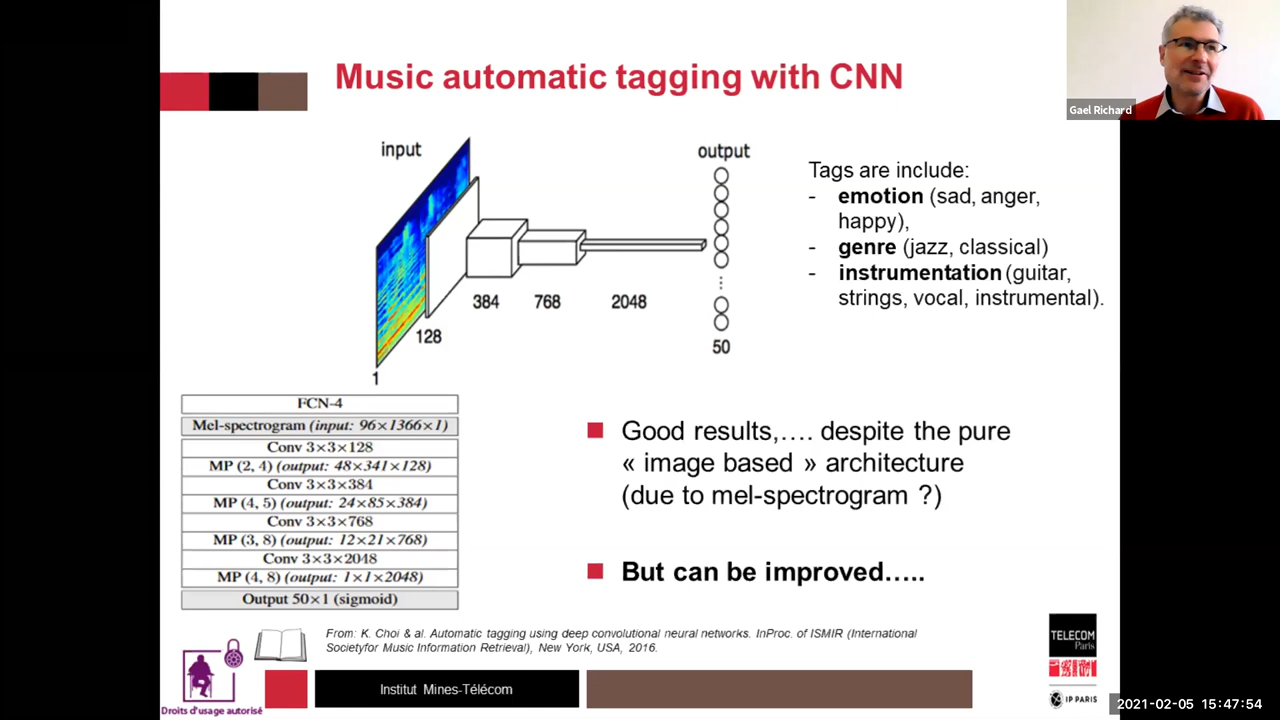 Music automatic tagging with CNN
Gael Richard
input
output
384
768
2048
128
50
1
Tags are include:
- emotion (sad, anger,
happy),
- genre (jazz, classical)
- instrumentation (guitar,
strings, vocal, instrumental).
FCN-4
Mel-spectrogram (input: 96×1366×1)
Conv 3×3×128
MP (2, 4) (output: 48×341×128)
Conv 3×3×384
MP (4, 5) (output: 24×85×384)
Conv 3×3×768
MP (3, 8) (output: 12×21×768)
Conv 3×3×2048
MP (4, 8) (output: 1×1×2048)
Output 50×1 (sigmoid)
Good results,…. despite the pure
« image based » architecture
(due to mel-spectrogram ?)
But can be improved…..
From: K. Choi & al. Automatic tagging using deep convolutional neural networks. InProc. of ISMIR (International
Societyfor Music Information Retrieval), New York, USA, 2016.
Droits d'usage autorisé
Institut Mines-Télécom
TELECOM
Paris
IP PARIS
2021-02-05 15:47:54